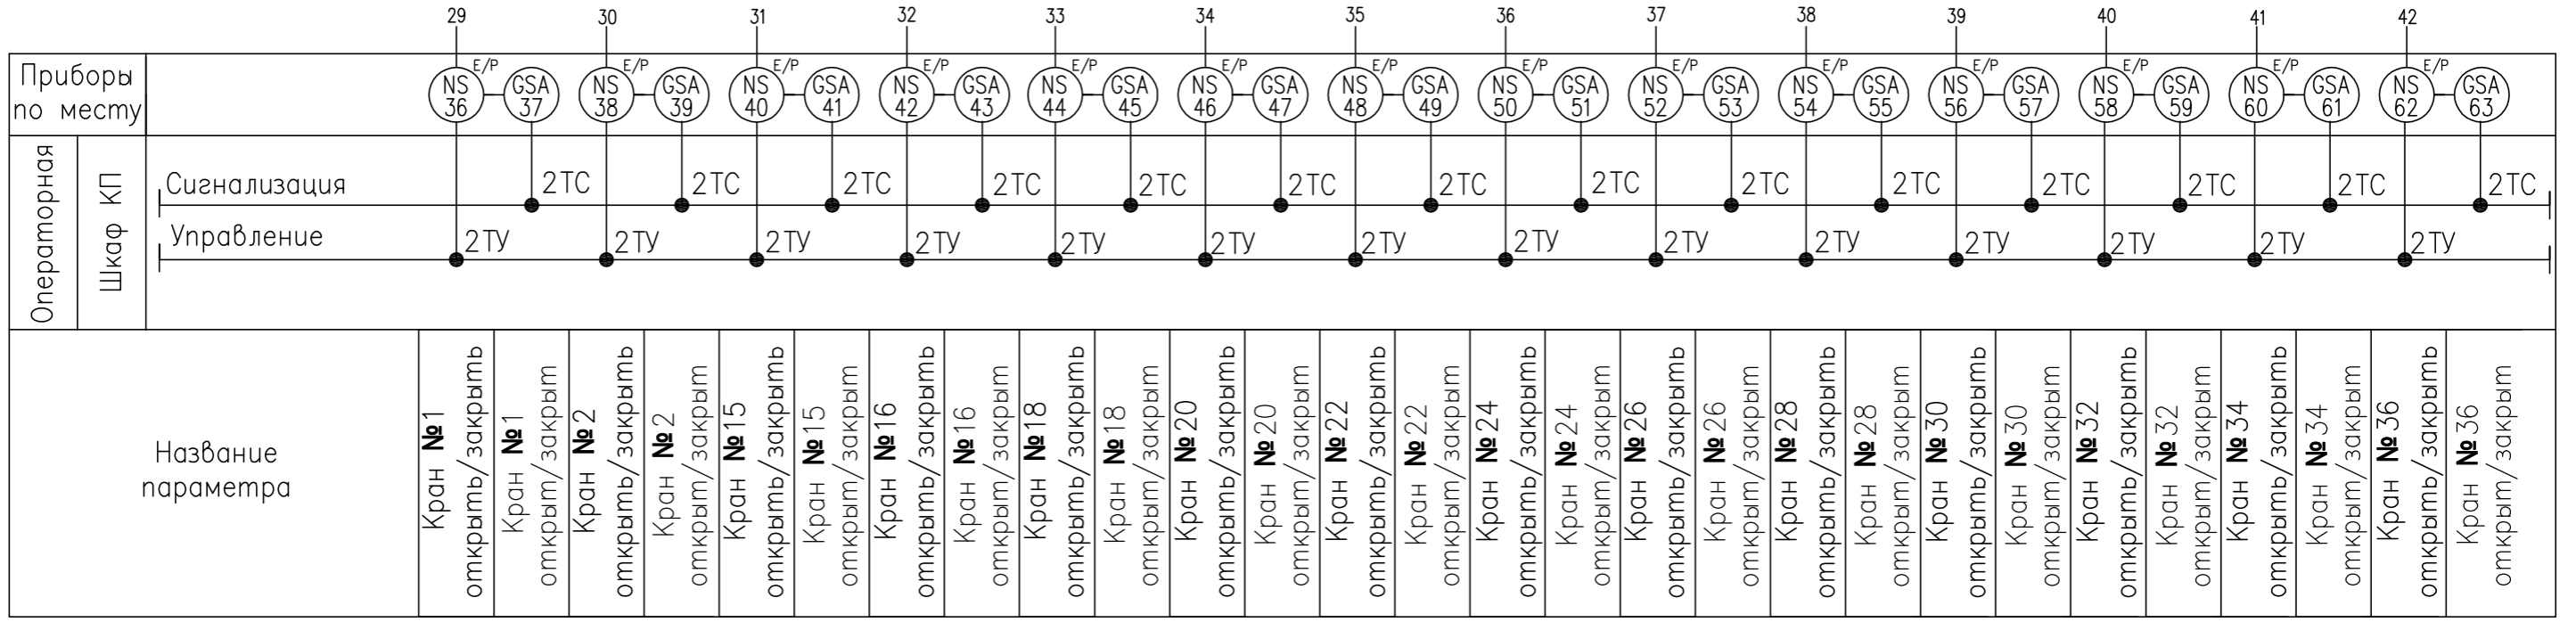 29 30 31 32 33 34 35 36 37 38 39 40 41 42
Приборы
по месту
E/P E/P E/P E/P E/P E/P E/P E/P E/P E/P E/P E/P E/P E/P
NS GSA NS GSA NS GSA NS GSA NS GSA NS GSA NS GSA NS GSA NS GSA NS GSA NS GSA NS GSA NS GSA NS GSA
36 37 38 39 40 41 42 43 44 45 46 47 48 49 50 51 52 53 54 55 56 57 58 59 60 61 62 63
Операторная
Шкаф КП
Сигнализация
2ТС 2ТС 2ТС 2ТС 2ТС 2ТС 2ТС 2ТС 2ТС 2ТС 2ТС 2ТС 2ТС 2ТС
Управление
2ТУ 2ТУ 2ТУ 2ТУ 2ТУ 2ТУ 2ТУ 2ТУ 2ТУ 2ТУ 2ТУ 2ТУ 2ТУ 2ТУ
Название
параметра
Кран №1
открыть/закрыть
Кран №1
открыт/закрыт
Кран №2
открыть/закрыть
Кран №2
открыт/закрыт
Кран №15
открыть/закрыть
Кран №15
открыт/закрыт
Кран №16
открыть/закрыть
Кран №16
открыт/закрыт
Кран №18
открыть/закрыть
Кран №18
открыт/закрыт
Кран №20
открыть/закрыть
Кран №20
открыт/закрыт
Кран №22
открыть/закрыть
Кран №22
открыт/закрыт
Кран №24
открыть/закрыть
Кран №24
открыт/закрыт
Кран №26
открыть/закрыть
Кран №26
открыт/закрыт
Кран №28
открыть/закрыть
Кран №28
открыт/закрыт
Кран №30
открыть/закрыть
Кран №30
открыт/закрыт
Кран №32
открыть/закрыть
Кран №32
открыт/закрыт
Кран №34
открыть/закрыть
Кран №34
открыт/закрыт
Кран №36
открыть/закрыть
Кран №36
открыт/закрыт